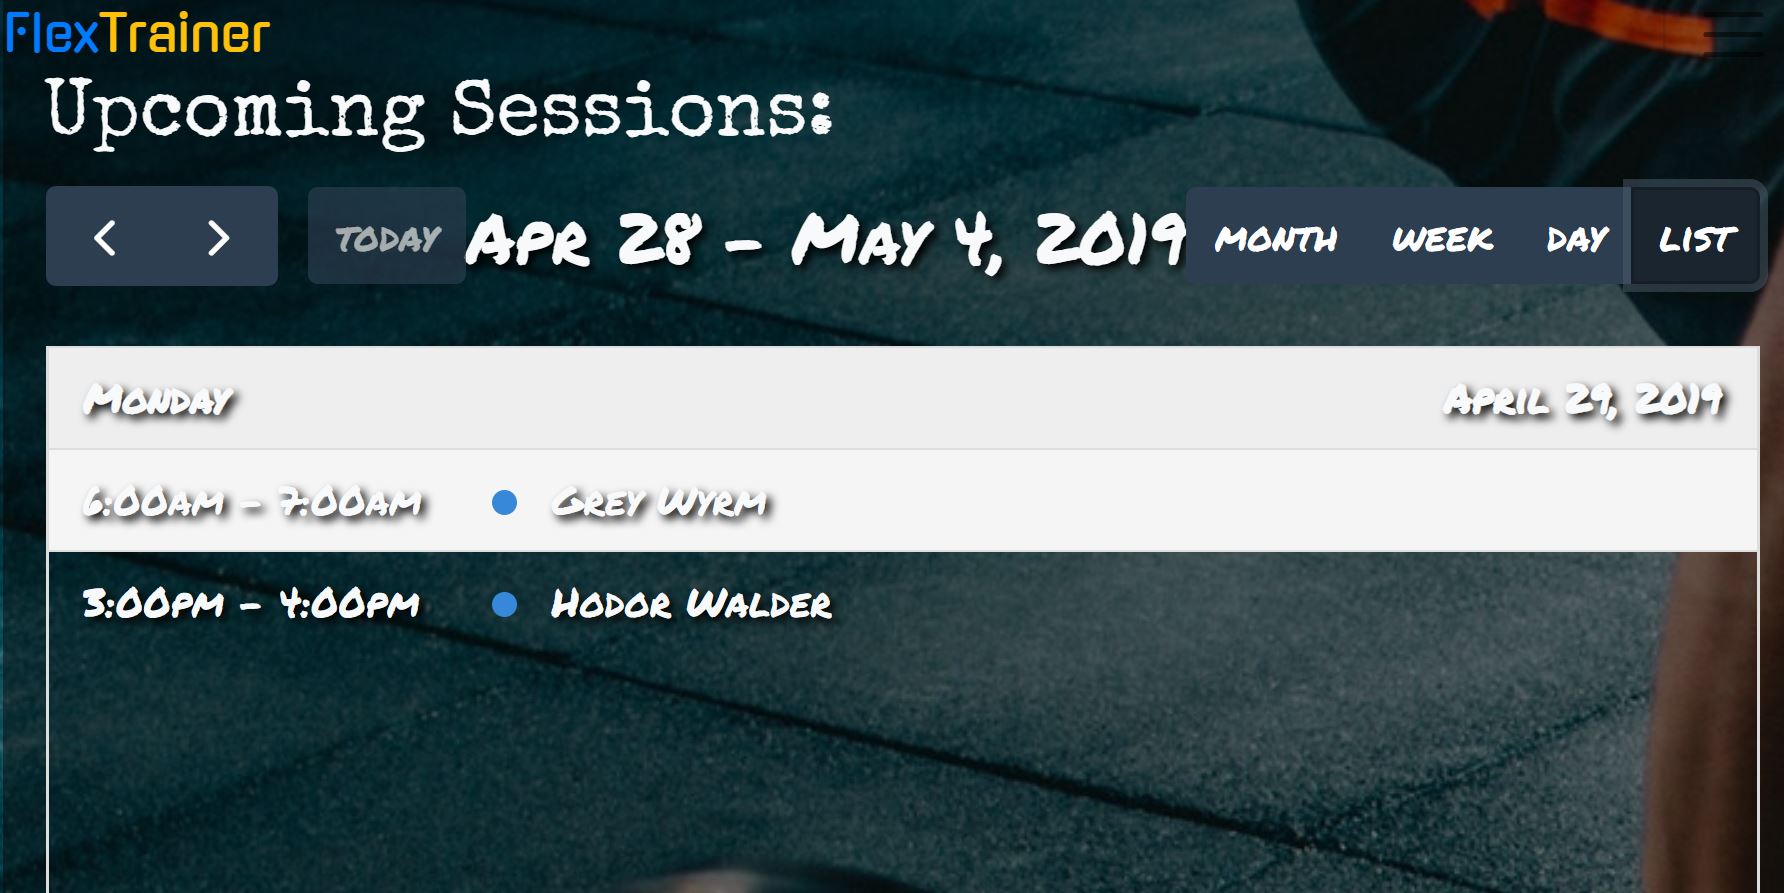 FlexTrainer
Upcoming Sessions:
TODAY APR 28 – MAY 4, 2019 MONTH WEEK DAY LIST
MONDAY APRIL 29, 2019
6:00AM - 7:00AM GREY WYRM
3:00PM - 4:00PM HODOR WALDER